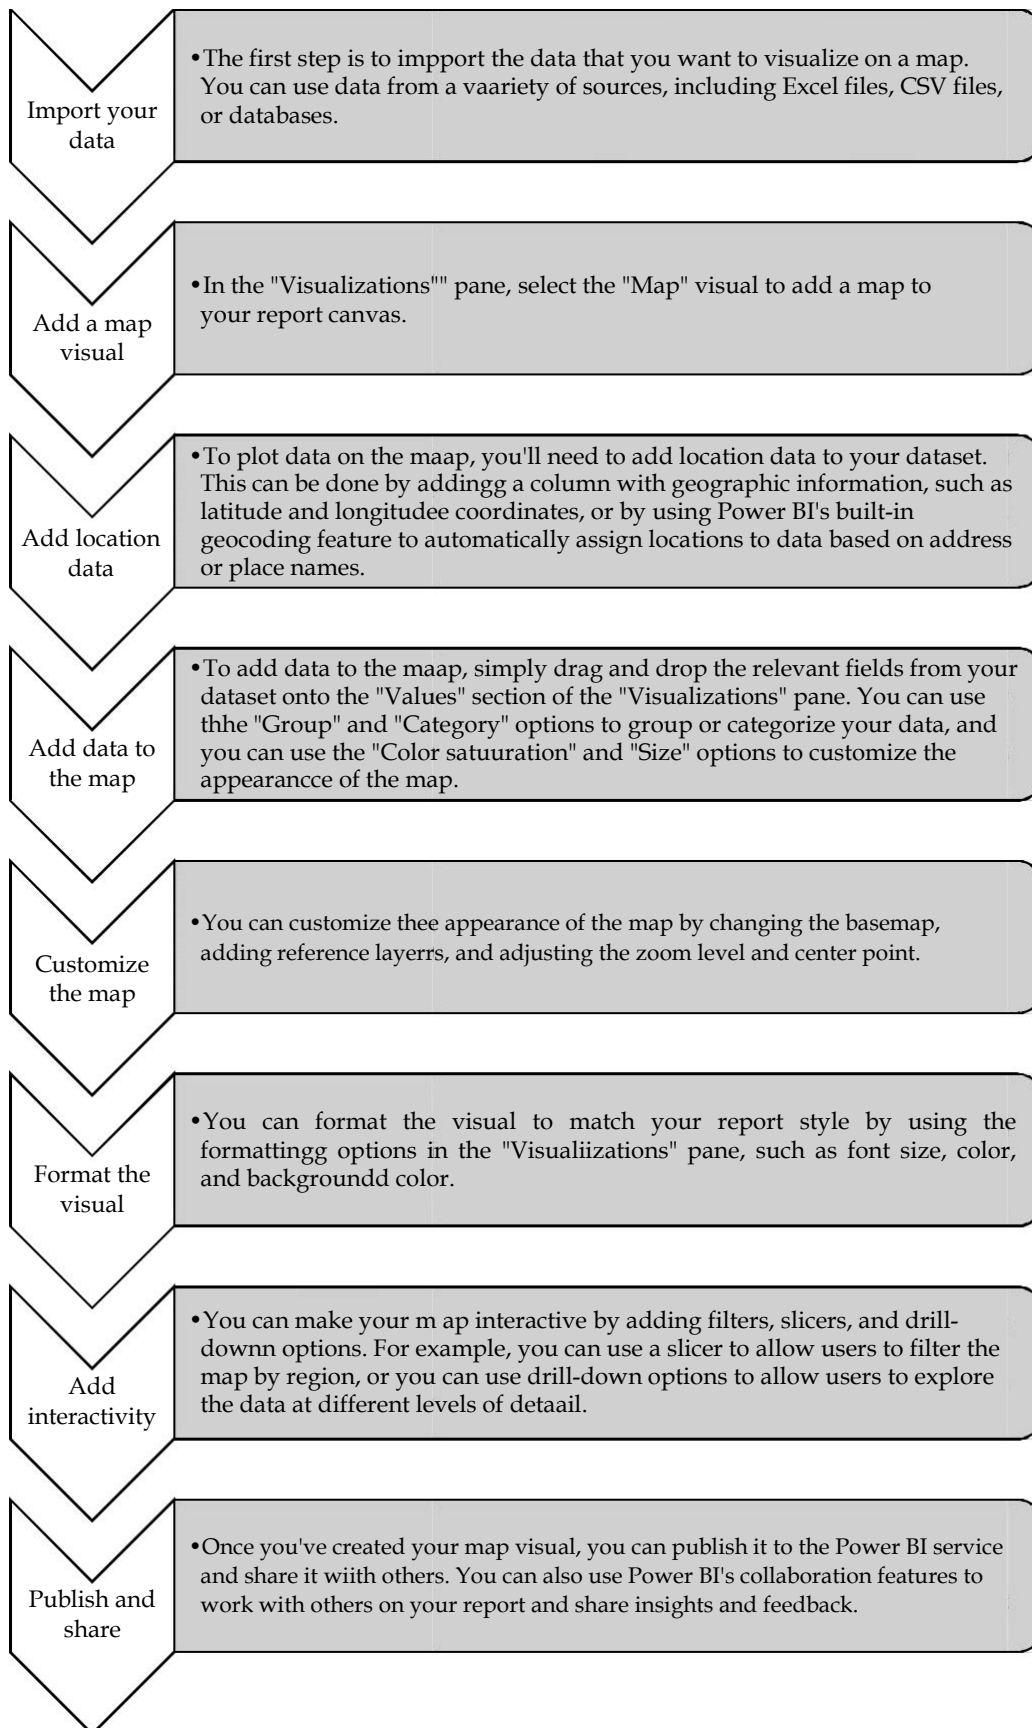 Import your
data
•The first step is to impport the data that you want to visualize on a map.
You can use data from a vaariety of sources, including Excel files, CSV files,
or databases.
Add a map
visual
•In the "Visualizations"" pane, select the "Map" visual to add a map to
your report canvas.
Add location
data
•To plot data on the maap, you'll need to add location data to your dataset.
This can be done by addingg a column with geographic information, such as
latitude and longitudee coordinates, or by using Power BI's built-in
geocoding feature to automatically assign locations to data based on address
or place names.
Add data to
the map
•To add data to the maap, simply drag and drop the relevant fields from your
dataset onto the "Values" section of the "Visualizations" pane. You can use
thhe "Group" and "Category" options to group or categorize your data, and
you can use the "Color satuuration" and "Size" options to customize the
appearancce of the map.
Customize
the map
•You can customize thee appearance of the map by changing the basemap,
adding reference layerrs, and adjusting the zoom level and center point.
Format the
visual
•You can format the visual to match your report style by using the
formattingg options in the "Visualiizations" pane, such as font size, color,
and backgroundd color.
Add
interactivity
•You can make your m ap interactive by adding filters, slicers, and drill-
downn options. For example, you can use a slicer to allow users to filter the
map by region, or you can use drill-down options to allow users to explore
the data at different levels of detaail.
Publish and
share
•Once you've created your map visual, you can publish it to the Power BI service
and share it wiith others. You can also use Power BI's collaboration features to
work with others on your report and share insights and feedback.